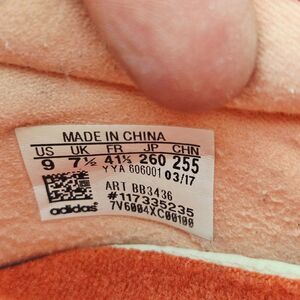 MADE IN CHINA
US UK FR JP CHN
9 7½ 41⅓ 260 255
YYA 606001 03/17
ART BB3436
#117335235
adidas 7V6004XC00100